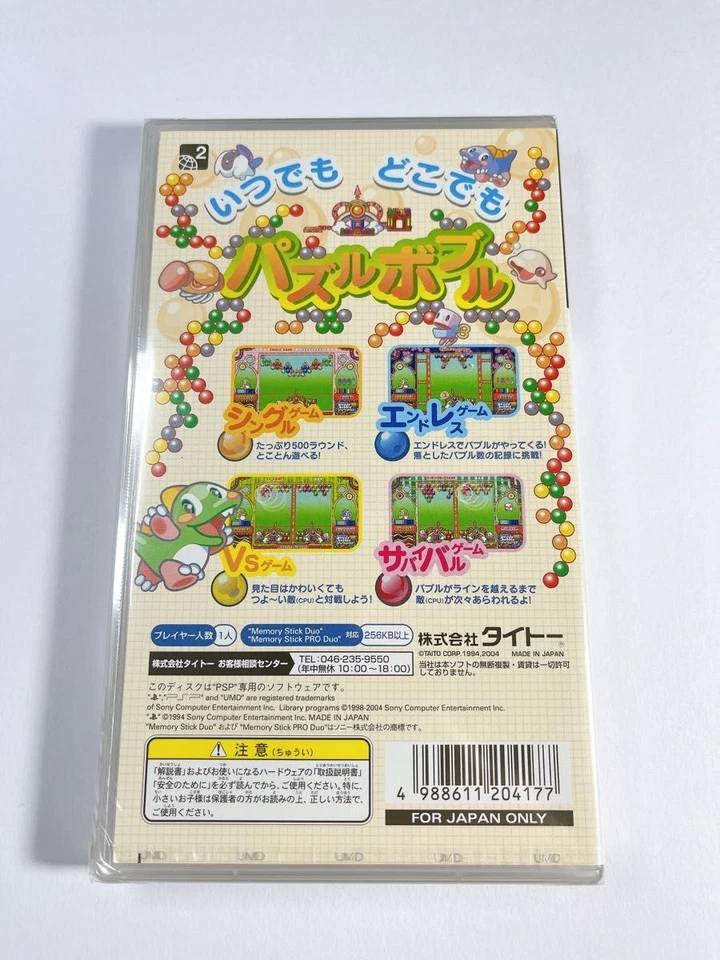 2
いつでも どこでも
パズルボブル
シングルゲーム
たっぷり500ラウンド、
とことん遊べる!
エンドレスゲーム
エンドレスでバブルがやってくる!
落としたバブル数の記録に挑戦!
VSゲーム
見た目はかわいくても
つよ〜い敵(CPU)と対戦しよう!
サバイバルゲーム
バブルがラインを越えるまで
敵(CPU)が次々あらわれるよ!
プレイヤー人数 1人
"Memory Stick Duo"
"Memory Stick PRO Duo" 対応 256KB以上
株式会社タイトー®
©TAITO CORP. 1994,2004 MADE IN JAPAN
株式会社タイトー お客様相談センター
TEL:046-235-9550
(年中無休 10:00〜18:00)
当社は本ソフトの無断複製・賃貸は一切許可
しておりません。
このディスクは"PSP"専用のソフトウェアです。
" ", "PSP" and "UMD" are registered trademarks
of Sony Computer Entertainment Inc. Library programs ©1998-2004 Sony Computer Entertainment Inc.
" " ©1994 Sony Computer Entertainment Inc. MADE IN JAPAN
"Memory Stick Duo" および "Memory Stick PRO Duo"はソニー株式会社の商標です。
注意(ちゅうい)
「解説書」およびお使いになるハードウェアの「取扱説明書」
「安全のために」を必ず読んでから、ご使用ください。特に、
小さいお子様は保護者の方がお読みの上、正しい方法で、
ご使用ください。
4 988611 204177
FOR JAPAN ONLY
UMD UMD UMD UMD UMD